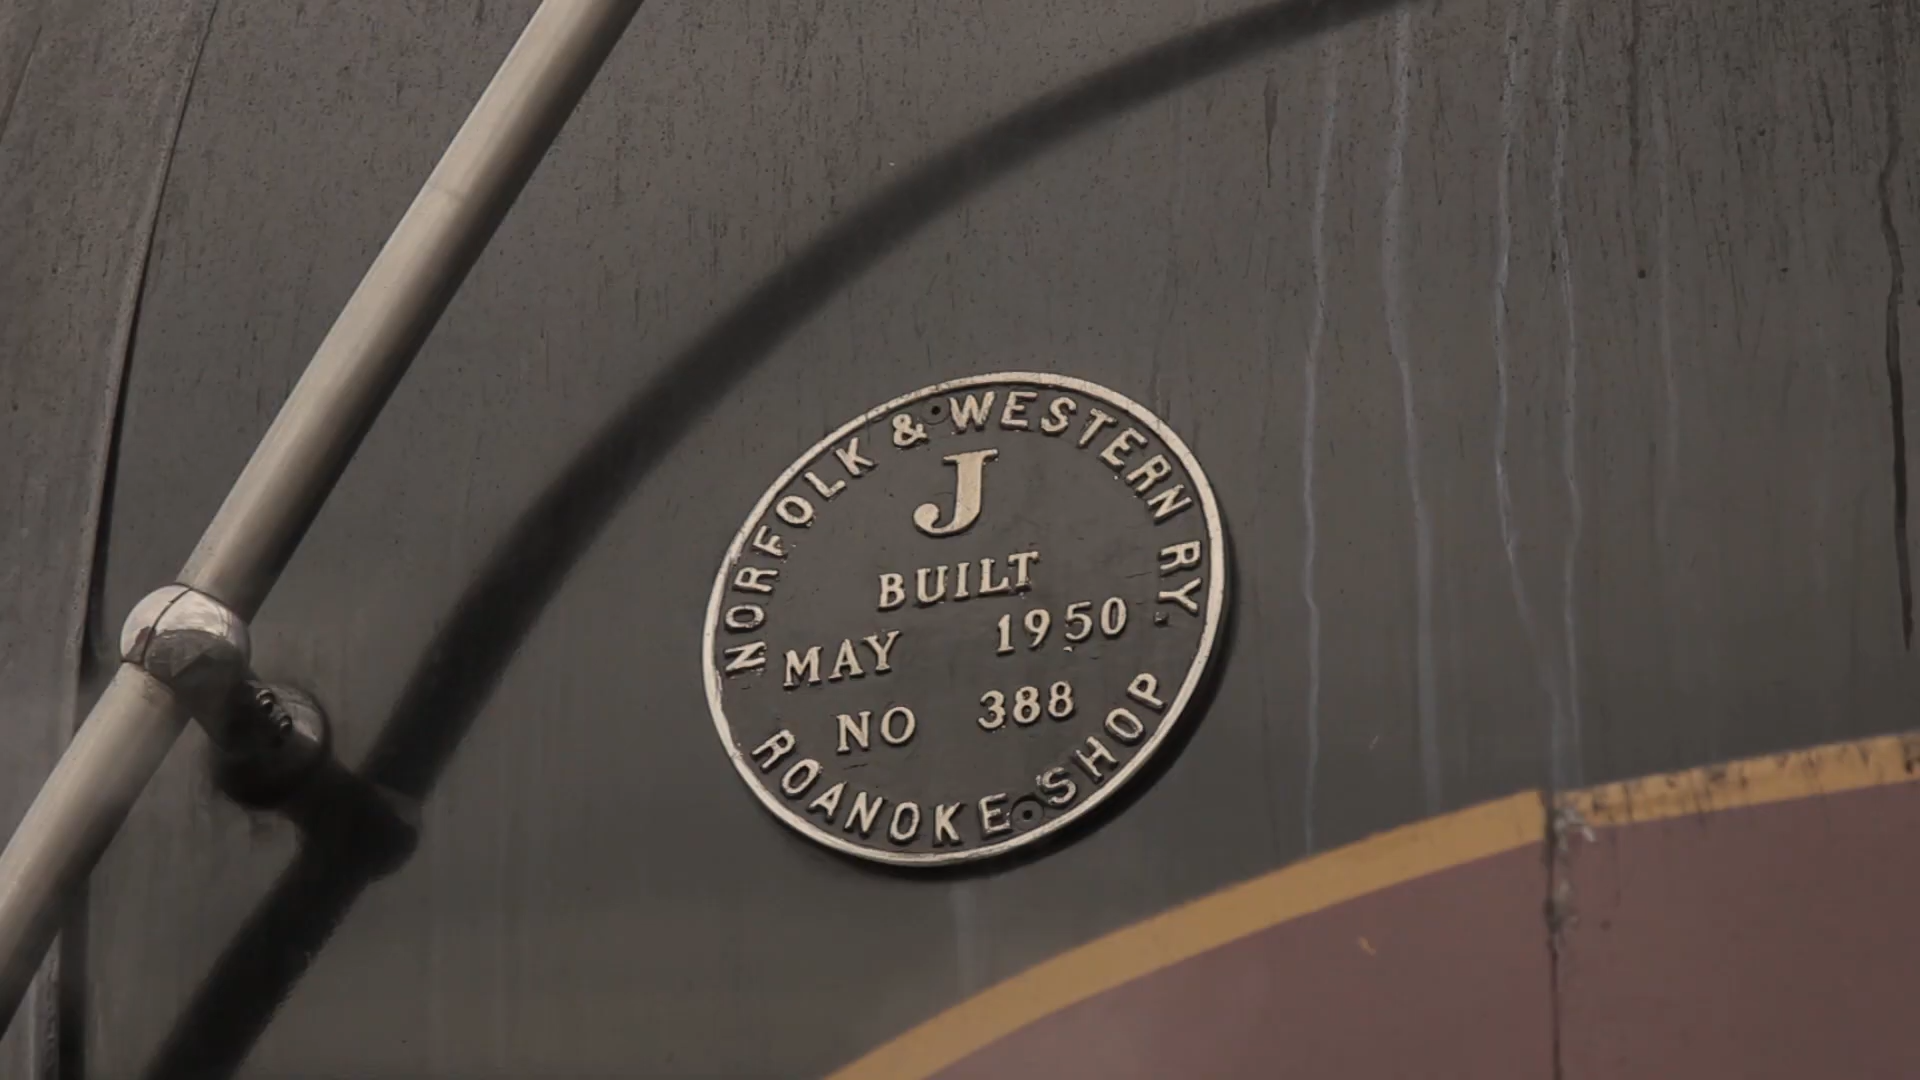 NORFOLK & WESTERN RY.
J
BUILT
MAY 1950
NO 388
ROANOKE SHOP